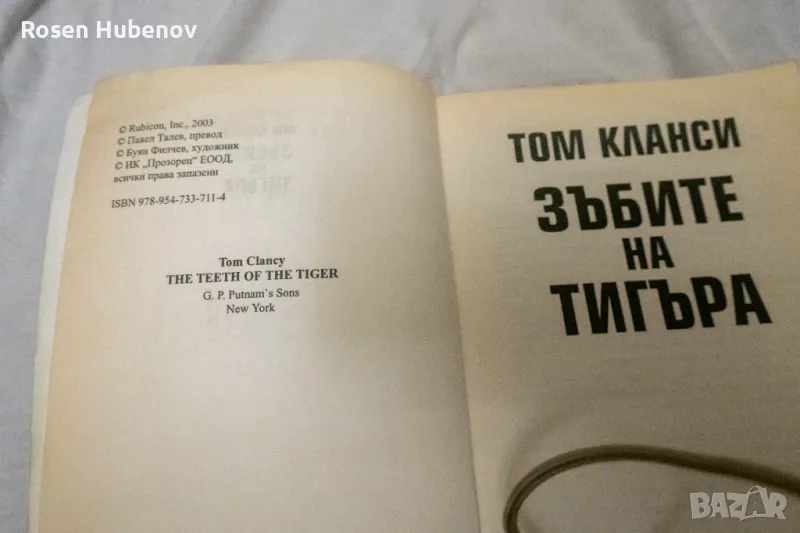 Rosen Hubenov
© Rubicon, Inc., 2003
© Павел Талев, превод
© Буян Филчев, художник
© ИК „Прозорец" ЕООД,
всички права запазени
ISBN 978-954-733-711-4
Tom Clancy
THE TEETH OF THE TIGER
G. P. Putnam`s Sons
New York
ТОМ КЛАНСИ
ЗЪБИТЕ
НА
ТИГЪРА
BAZAR